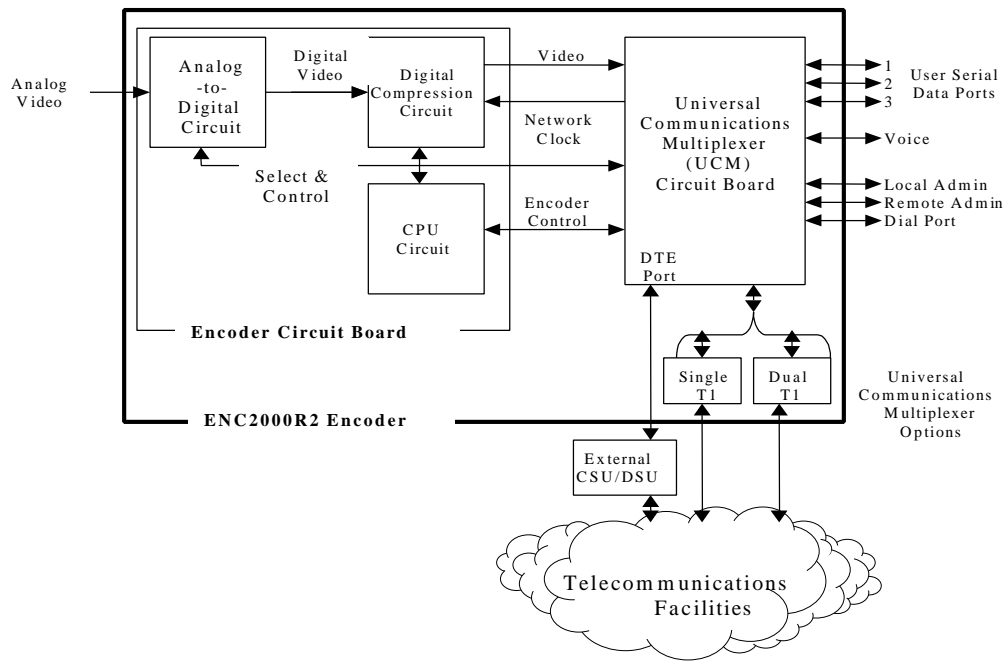 Analog
Video
Analog
-to-
Digital
Circuit
Digital
Video
Digital
Compression
Circuit
Video
Network
Clock
Select &
Control
CPU
Circuit
Encoder
Control
Universal
Communications
Multiplexer
(UCM)
Circuit Board
DTE
Port
1
2
3
User Serial
Data Ports
Voice
Local Admin
Remote Admin
Dial Port
Encoder Circuit Board
Single
T1
Dual
T1
ENC2000R2 Encoder
Universal
Communications
Multiplexer
Options
External
CSU/DSU
Telecommunications
Facilities